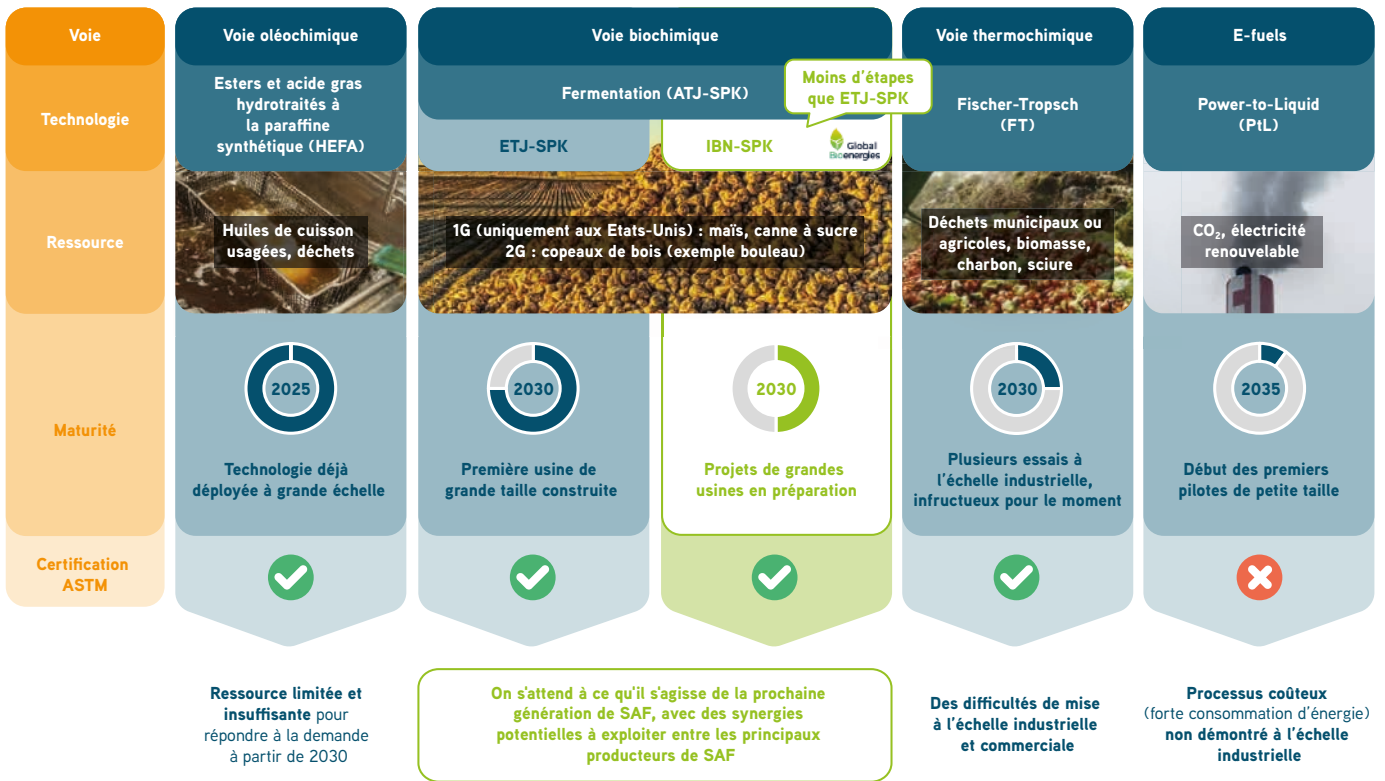 Voie
Voie oléochimique
Voie biochimique
Voie thermochimique
E-fuels
Technologie
Esters et acide gras
hydrotraités à
la paraffine
synthétique (HEFA)
Fermentation (ATJ-SPK)
Moins d'étapes
que ETJ-SPK
ETJ-SPK
IBN-SPK
Global
Bioenergies
Fischer-Tropsch
(FT)
Power-to-Liquid
(PtL)
Ressource
Huiles de cuisson
usagées, déchets
1G (uniquement aux Etats-Unis) : maïs, canne à sucre
2G : copeaux de bois (exemple bouleau)
Déchets municipaux ou
agricoles, biomasse,
charbon, sciure
CO₂, électricité
renouvelable
Maturité
2025
Technologie déjà
déployée à grande échelle
2030
Première usine de
grande taille construite
2030
Projets de grandes
usines en préparation
2030
Plusieurs essais à
l'échelle industrielle,
infructueux pour le moment
2035
Début des premiers
pilotes de petite taille
Certification
ASTM
Ressource limitée et
insuffisante pour
répondre à la demande
à partir de 2030
On s'attend à ce qu'il s'agisse de la prochaine
génération de SAF, avec des synergies
potentielles à exploiter entre les principaux
producteurs de SAF
Des difficultés de mise
à l'échelle industrielle
et commerciale
Processus coûteux
(forte consommation d'énergie)
non démontré à l'échelle
industrielle